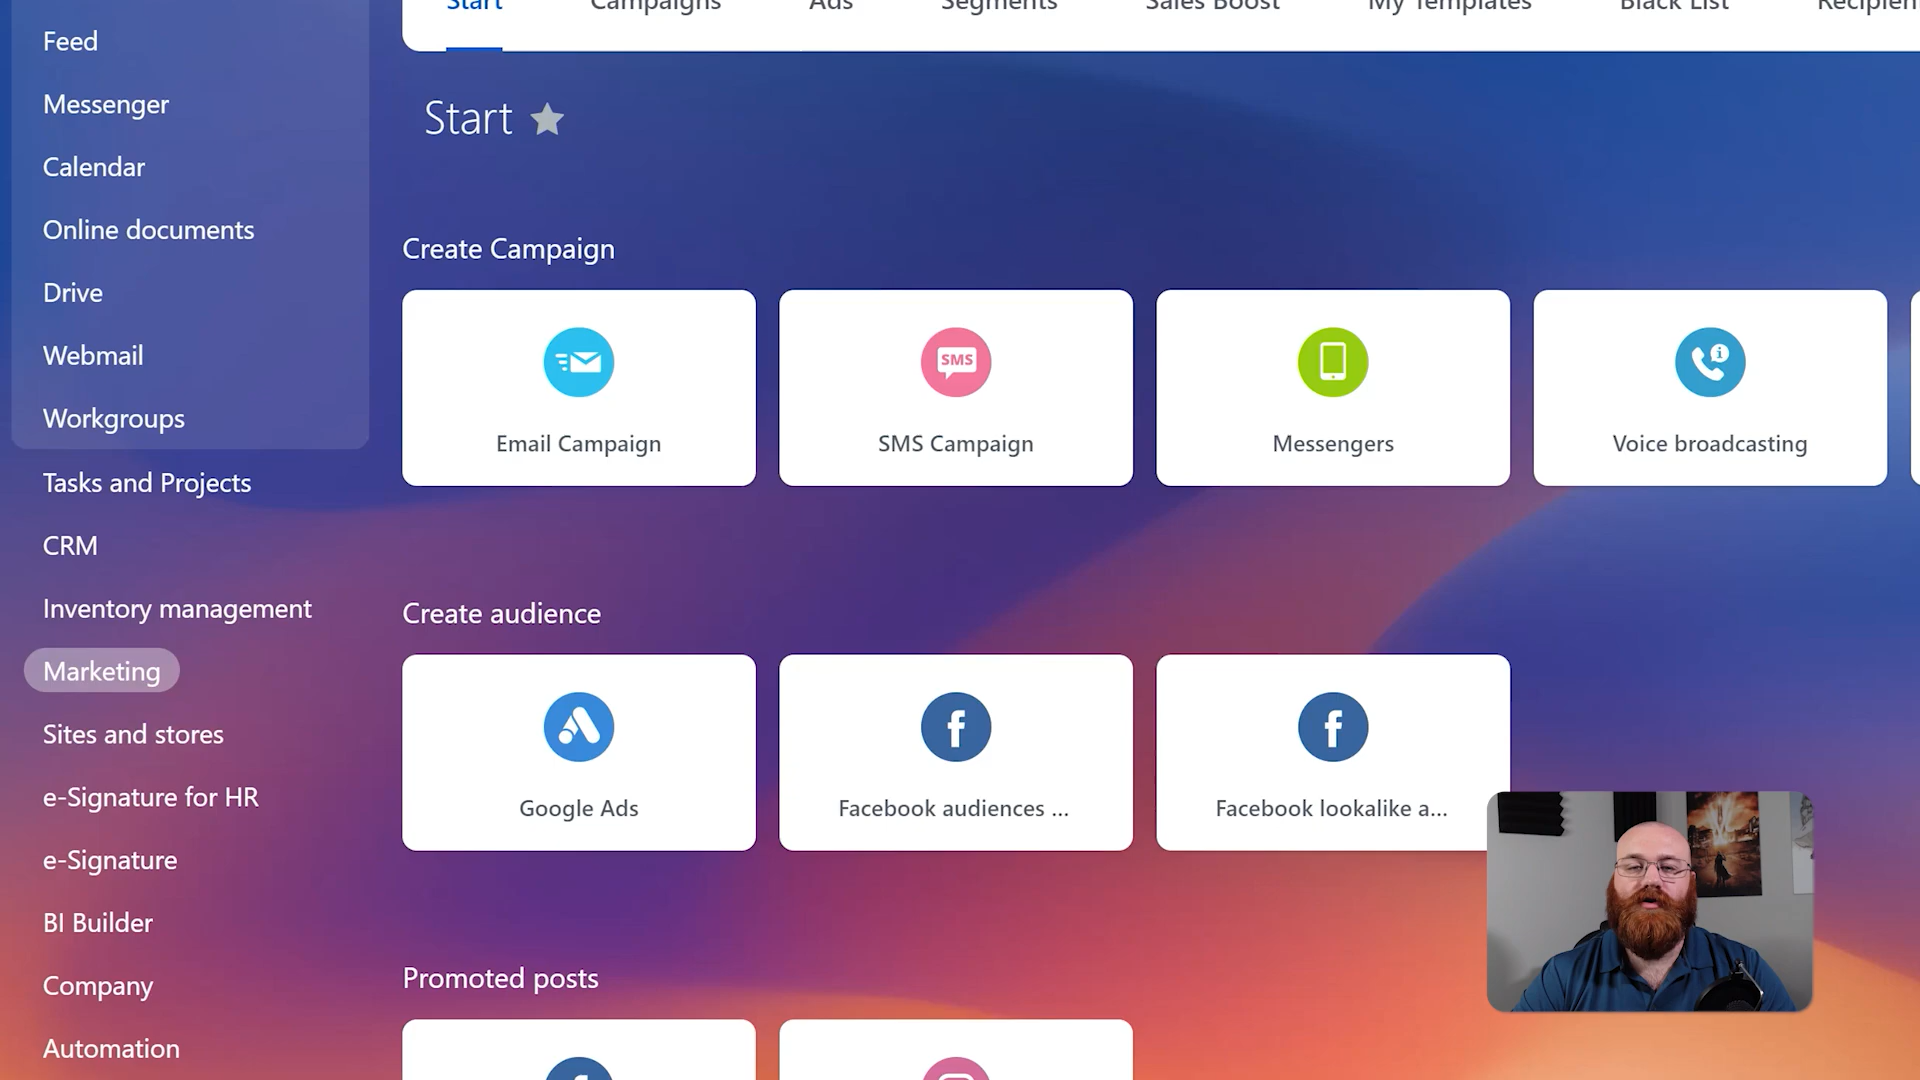 Start Campaigns Ads Segments Sales Boost My Templates Black List
Feed
Messenger
Calendar
Online documents
Drive
Webmail
Workgroups
Tasks and Projects
CRM
Inventory management
Marketing
Sites and stores
e-Signature for HR
e-Signature
BI Builder
Company
Automation
Start
Create Campaign
SMS
Email Campaign SMS Campaign Messengers Voice broadcasting
Create audience
Google Ads Facebook audiences ... Facebook lookalike a...
Promoted posts